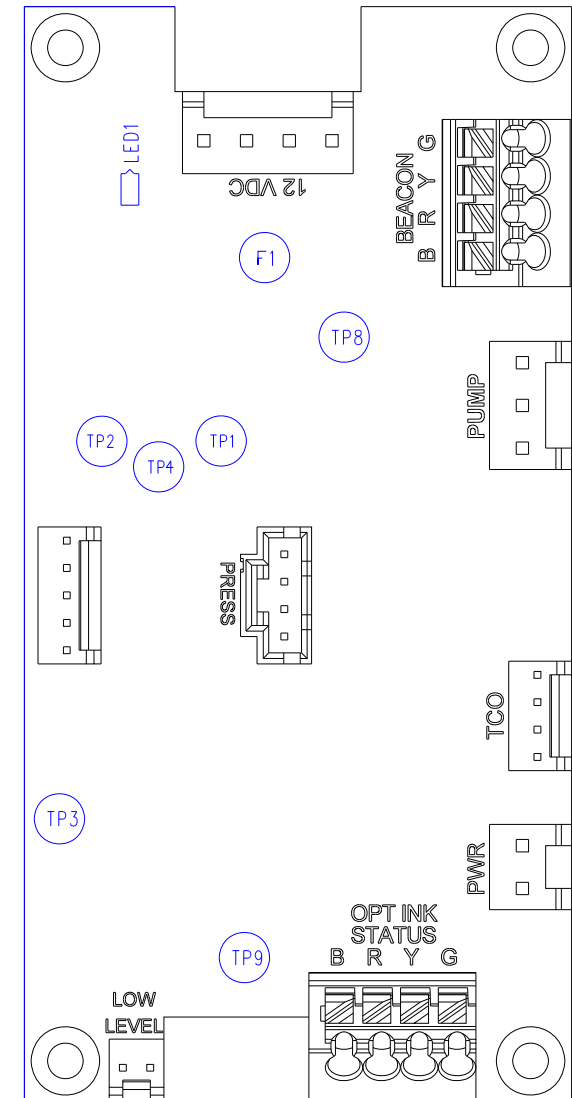 LED1
12 VDC
BEACON
B R Y G
F1
TP8
PUMP
TP2
TP1
TP4
PRESS
TCO
TP3
PWR
OPT INK
STATUS
B R Y G
TP9
LOW
LEVEL